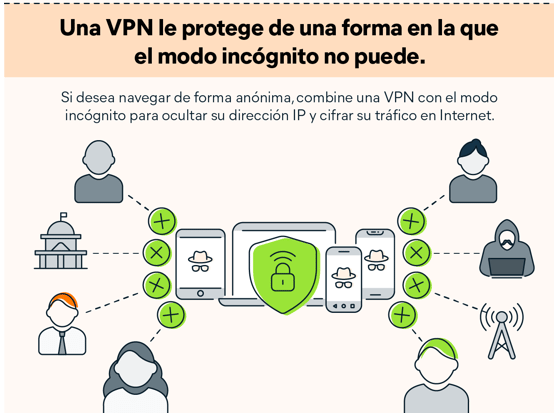 Una VPN le protege de una forma en la que
el modo incógnito no puede.
Si desea navegar de forma anónima, combine una VPN con el modo
incógnito para ocultar su dirección IP y cifrar su tráfico en Internet.